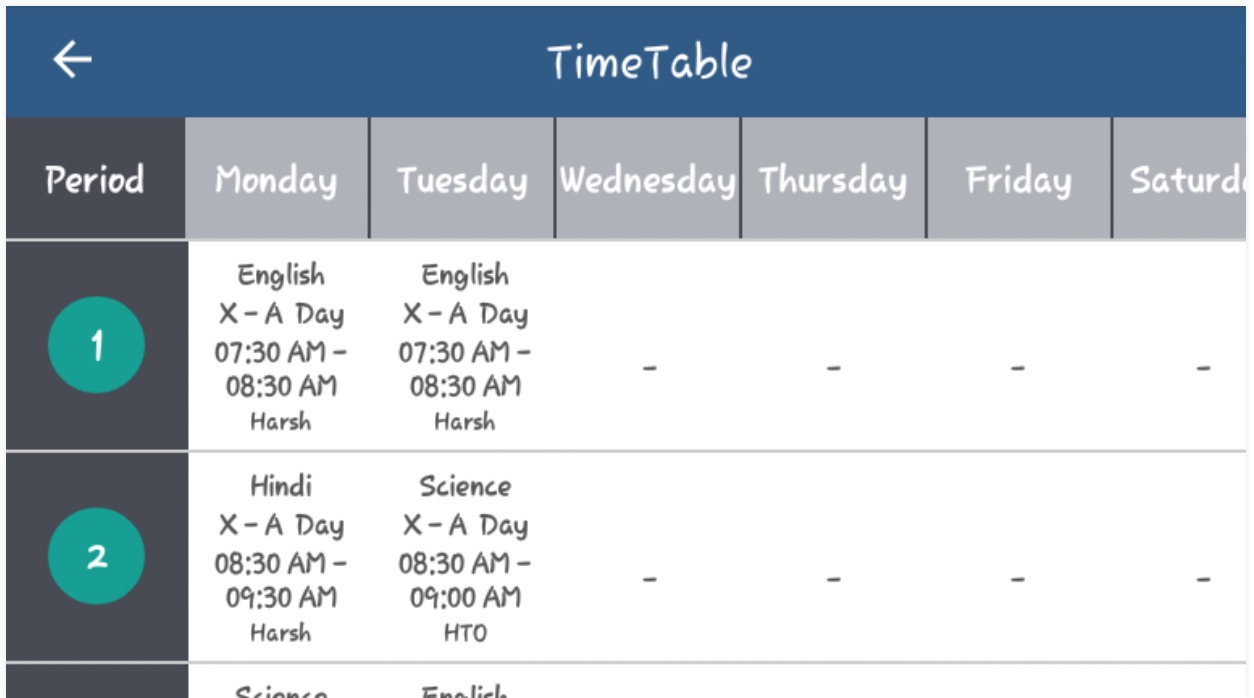 TimeTable
Period Monday Tuesday Wednesday Thursday Friday
1
English
X - A Day
07:30 AM -
08:30 AM
Harsh
English
X - A Day
07:30 AM -
08:30 AM
Harsh
-
-
-
-
2
Hindi
X - A Day
08:30 AM -
09:30 AM
Harsh
Science
X - A Day
08:30 AM -
09:00 AM
HTO
-
-
-
-
Science
English